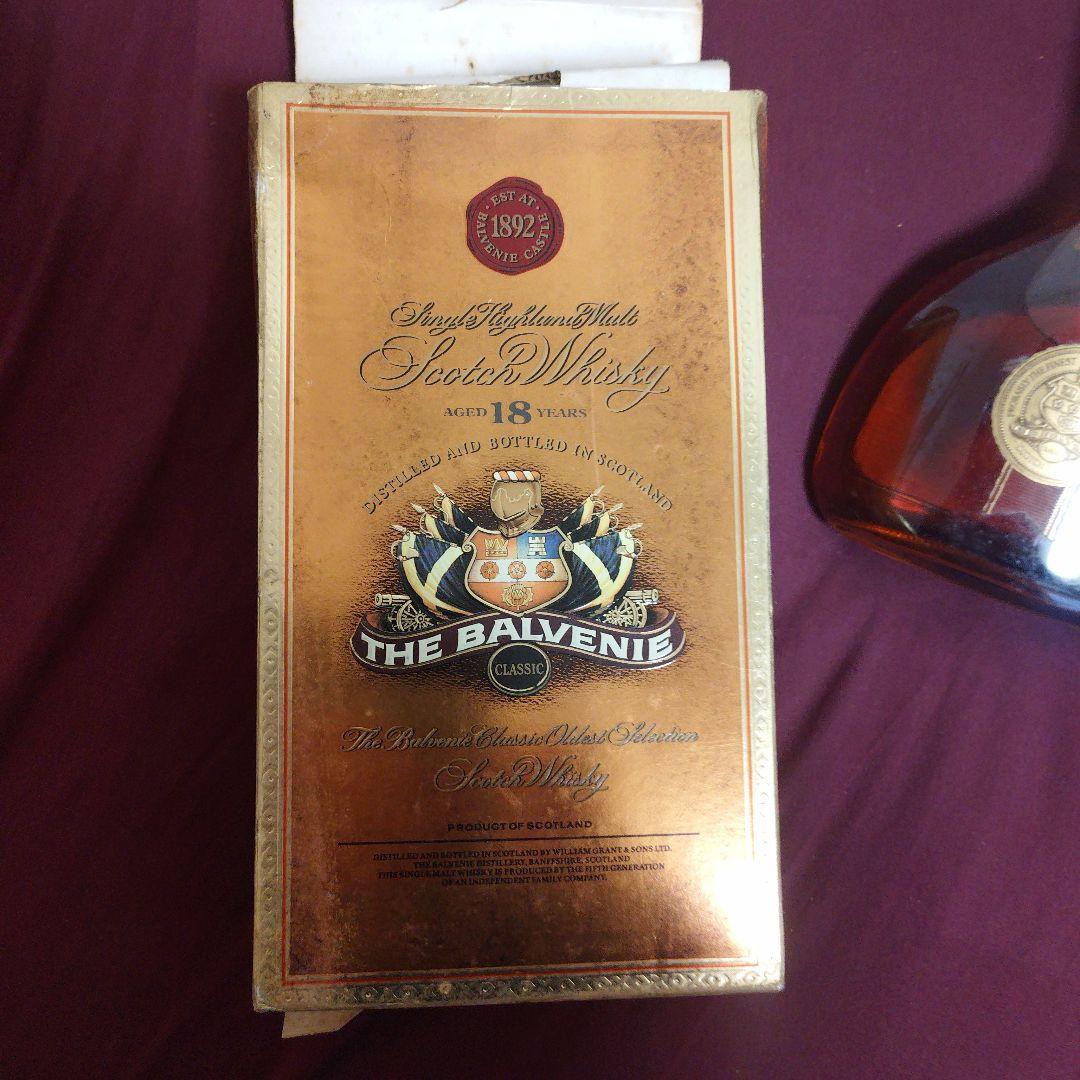 · EST AT ·
1892
BALVENIE CASTLE
Single Highland Malt
Scotch Whisky
AGED 18 YEARS
DISTILLED AND BOTTLED IN SCOTLAND
THE BALVENIE
CLASSIC
The Balvenie Classic Oldest Selection
Scotch Whisky
PRODUCT OF SCOTLAND
DISTILLED AND BOTTLED IN SCOTLAND BY WILLIAM GRANT & SONS LTD.
THE BALVENIE DISTILLERY, BANFFSHIRE, SCOTLAND
THIS SINGLE MALT WHISKY IS PRODUCED BY THE FIFTH GENERATION
OF AN INDEPENDENT FAMILY COMPANY.